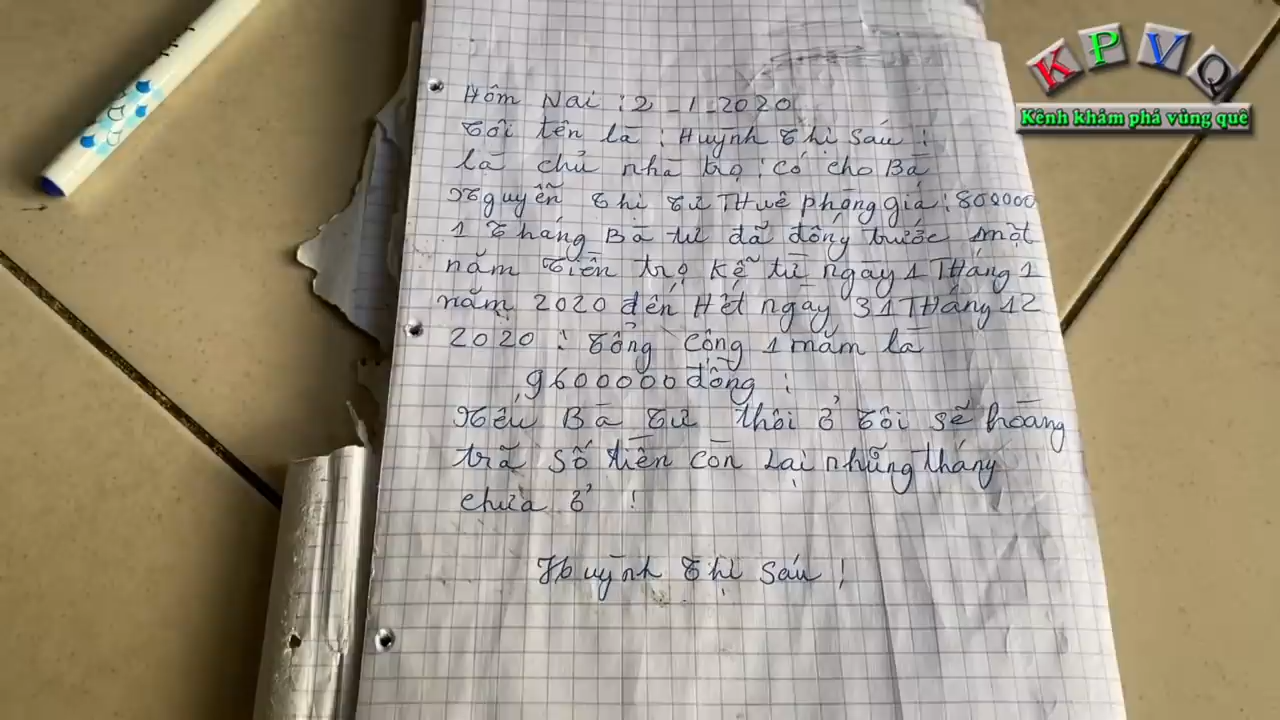 KPVQ
Kênh khám phá vùng quê
Hôm Nai : 2 - 1 - 2020
Tôi tên là : Huỳnh Thị Sáu :
là chủ nhà trọ : có cho Bà
Nguyễn Thị Tư Thuê phòng giá : 800000
1 Tháng Bà tư đã đóng trước một
năm Tiền trọ kể từ ngày 1 Tháng 1
năm 2020 đến Hết ngày 31 Tháng 12
2020 : Tổng cộng 1 năm là
9600000 đồng :
Nếu Bà Tư thôi ở Tôi sẽ hoàng
trã số tiền còn Lại những tháng
chưa ở !
Huỳnh Thị Sáu !